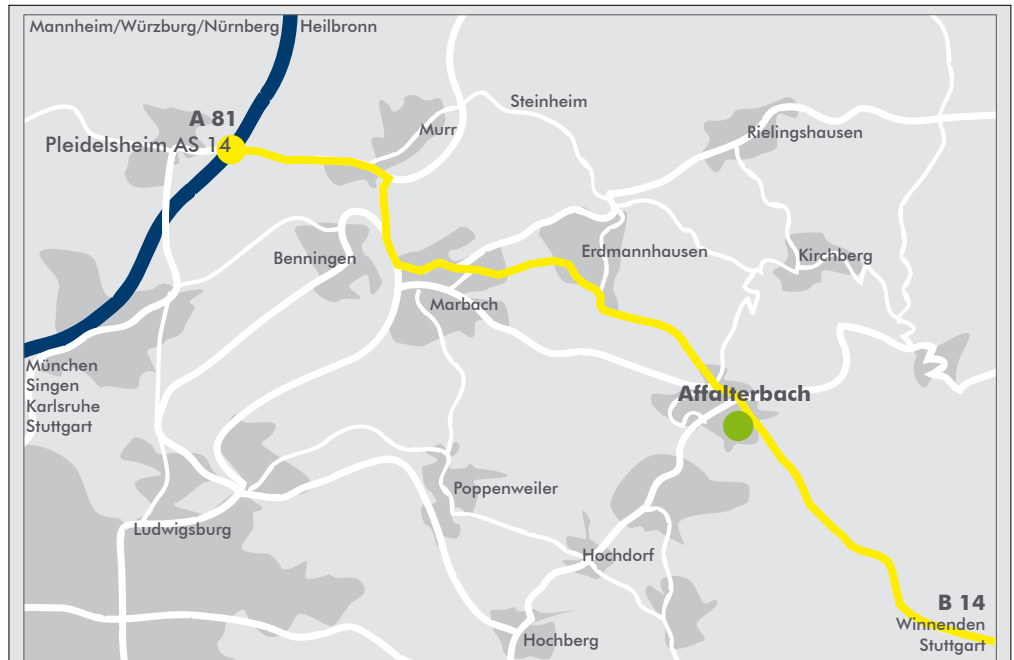 Mannheim/Würzburg/Nürnberg
Heilbronn
A 81
Pleidelsheim AS 14
Murr
Steinheim
Rielingshausen
Benningen
Erdmannhausen
Kirchberg
Marbach
München
Singen
Karlsruhe
Stuttgart
Affalterbach
Poppenweiler
Ludwigsburg
Hochdorf
Hochberg
B 14
Winnenden
Stuttgart